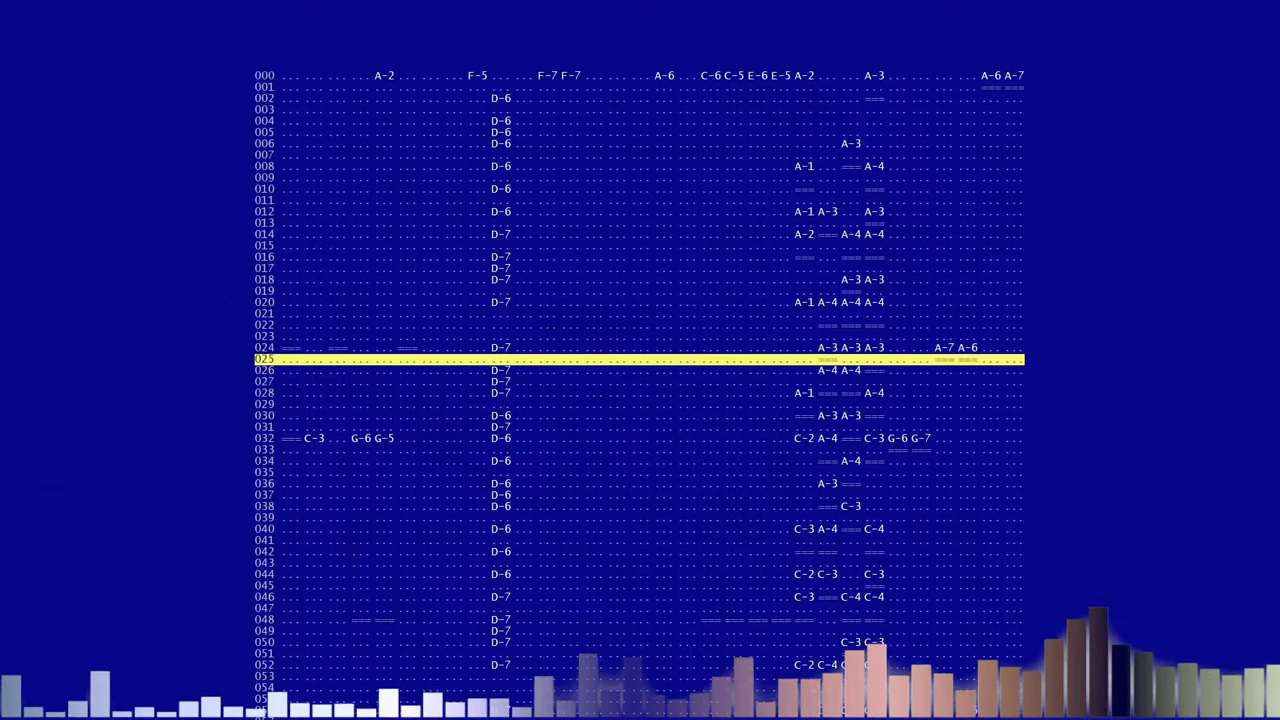 000 A-2 F-5 F-7 F-7 A-6 C-6 C-5 E-6 E-5 A-2 A-3 A-6 A-7
001 === ===
002 D-6 ===
003
004 D-6
005 D-6
006 D-6 A-3
007
008 D-6 A-1 === A-4
009
010 D-6 === ===
011
012 D-6 A-1 A-3 A-3
013 ===
014 D-7 A-2 === A-4 A-4
015
016 D-7 === === ===
017 D-7
018 D-7 A-3 A-3
019 ===
020 D-7 A-1 A-4 A-4 A-4
021
022 === === ===
023
024 === === === D-7 A-3 A-3 A-3 A-7 A-6
025 === === ===
026 D-7 A-4 A-4 ===
027 D-7
028 D-7 A-1 === === A-4
029
030 D-6 === A-3 A-3 ===
031 D-7
032 === C-3 G-6 G-5 D-6 C-2 A-4 === C-3 G-6 G-7
033 === ===
034 D-6 === A-4 ===
035
036 D-6 A-3 ===
037 D-6
038 D-6 === C-3
039
040 D-6 C-3 A-4 === C-4
041
042 D-6 === === ===
043
044 D-6 C-2 C-3 C-3
045 ===
046 D-7 C-3 === C-4 C-4
047
048 === === D-7 === === === === === === ===
049 D-7
050 D-7 C-3 C-3
051
052 D-7 C-2 C-4
053
054
055